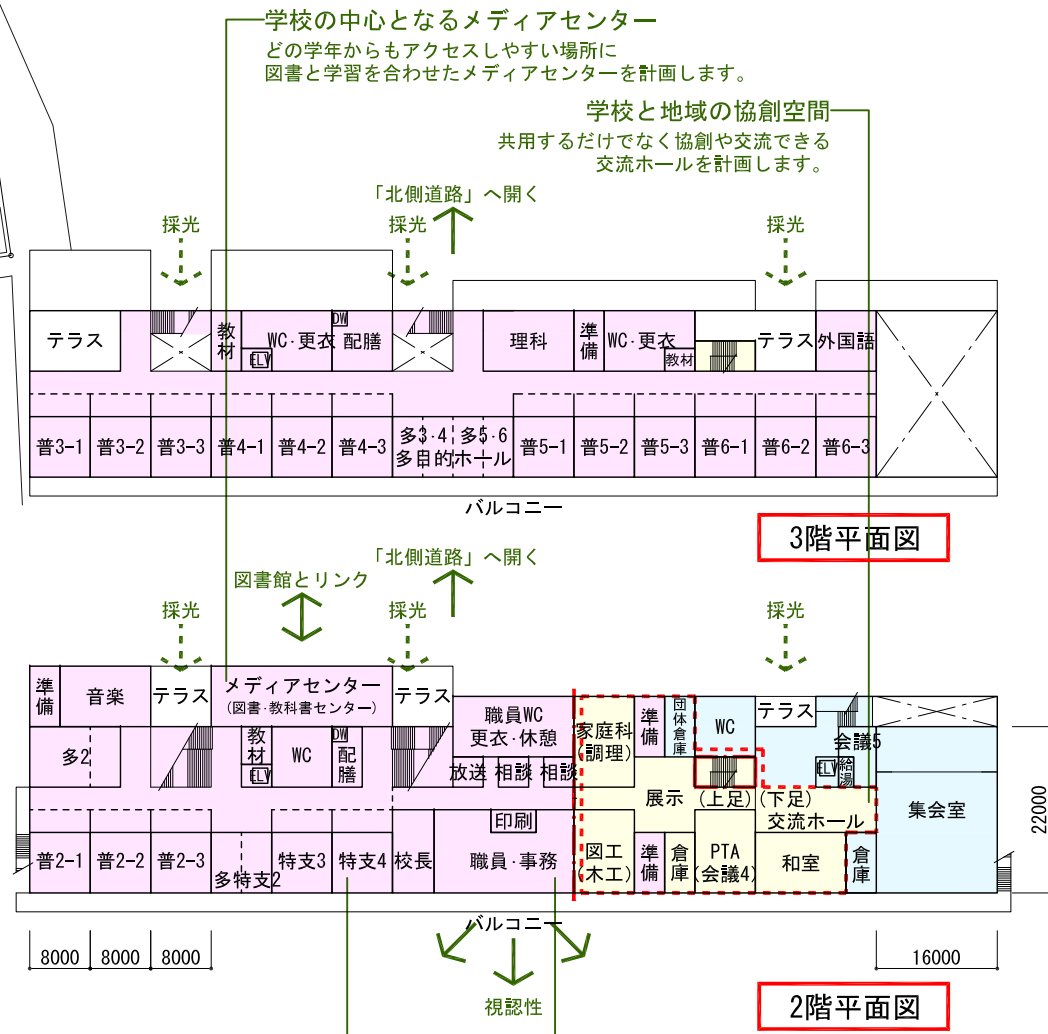 学校の中心となるメディアセンター
どの学年からもアクセスしやすい場所に
図書と学習を合わせたメディアセンターを計画します。
学校と地域の協創空間
共用するだけでなく協創や交流できる
交流ホールを計画します。
「北側道路」へ開く
採光 採光 採光
テラス 教材 ELV WC・更衣 DW 配膳 理科 準備 WC・更衣 教材 テラス 外国語
普3-1 普3-2 普3-3 普4-1 普4-2 普4-3 多3・4 多5・6 普5-1 普5-2 普5-3 普6-1 普6-2 普6-3
多目的ホール
バルコニー
3階平面図
「北側道路」へ開く
図書館とリンク
採光 採光 採光
準備 音楽 テラス メディアセンター テラス
(図書・教科書センター)
職員WC
更衣・休憩
家庭科
(調理)
準備 団体倉庫 WC テラス
多2 教材 ELV WC DW 配膳 会議5
放送 相談 相談 ELV 給湯
展示 (上足) (下足)
交流ホール
集会室
22000
印刷
普2-1 普2-2 普2-3 多特支2 特支3 特支4 校長 職員・事務
図工
(木工)
準備 倉庫
PTA
(会議4)
和室 倉庫
バルコニー
8000 8000 8000 16000
視認性
2階平面図